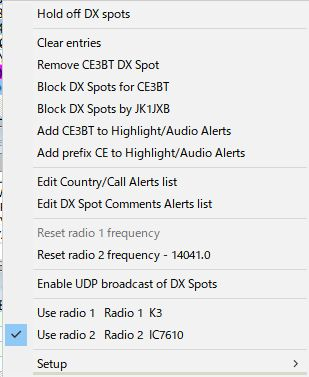 Hold off DX spots
Clear entries
Remove CE3BT DX Spot
Block DX Spots for CE3BT
Block DX Spots by JK1JXB
Add CE3BT to Highlight/Audio Alerts
Add prefix CE to Highlight/Audio Alerts
Edit Country/Call Alerts list
Edit DX Spot Comments Alerts list
Reset radio 1 frequency
Reset radio 2 frequency - 14041.0
Enable UDP broadcast of DX Spots
Use radio 1 Radio 1 K3
Use radio 2 Radio 2 IC7610
Setup